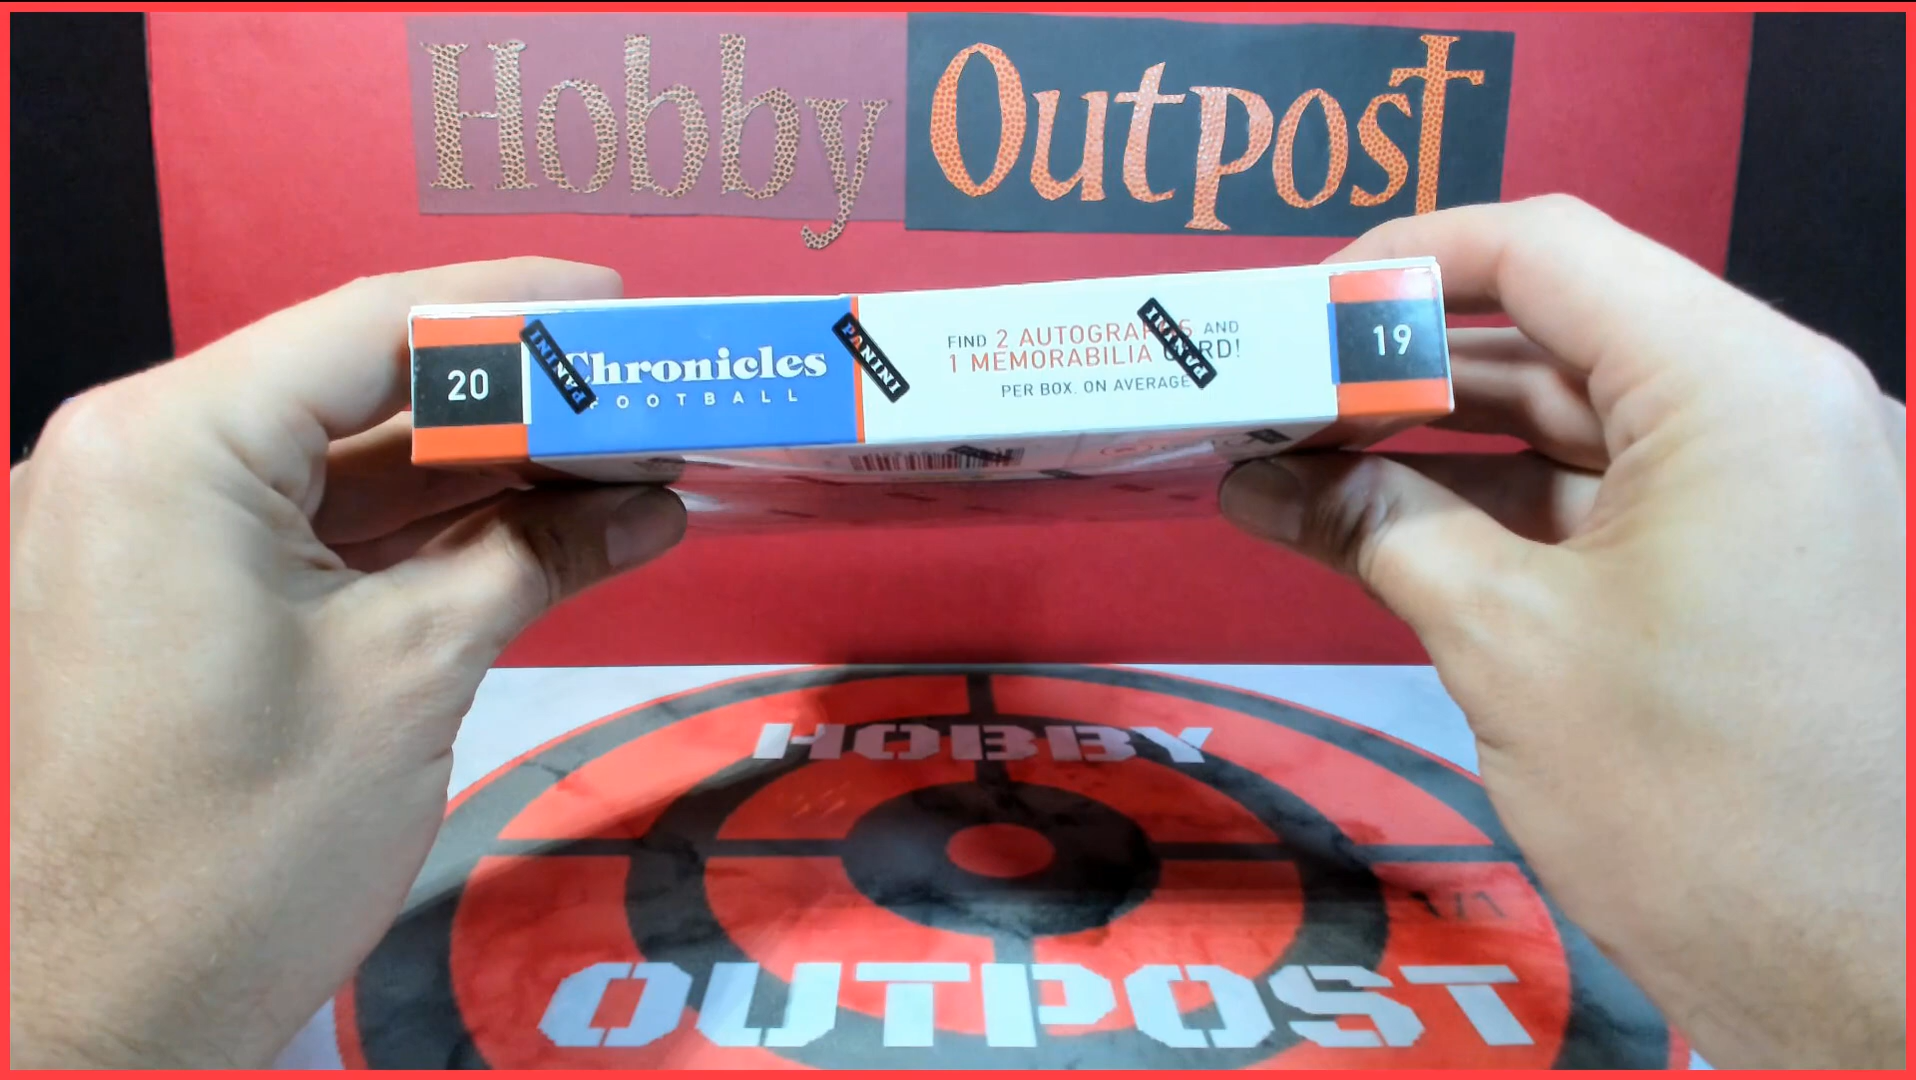 Hobby Outpost
20
Chronicles
FOOTBALL
PANINI
PANINI
FIND 2 AUTOGRAPHS AND
1 MEMORABILIA CARD!
PER BOX. ON AVERAGE
PANINI
19
HOBBY
OUTPOST